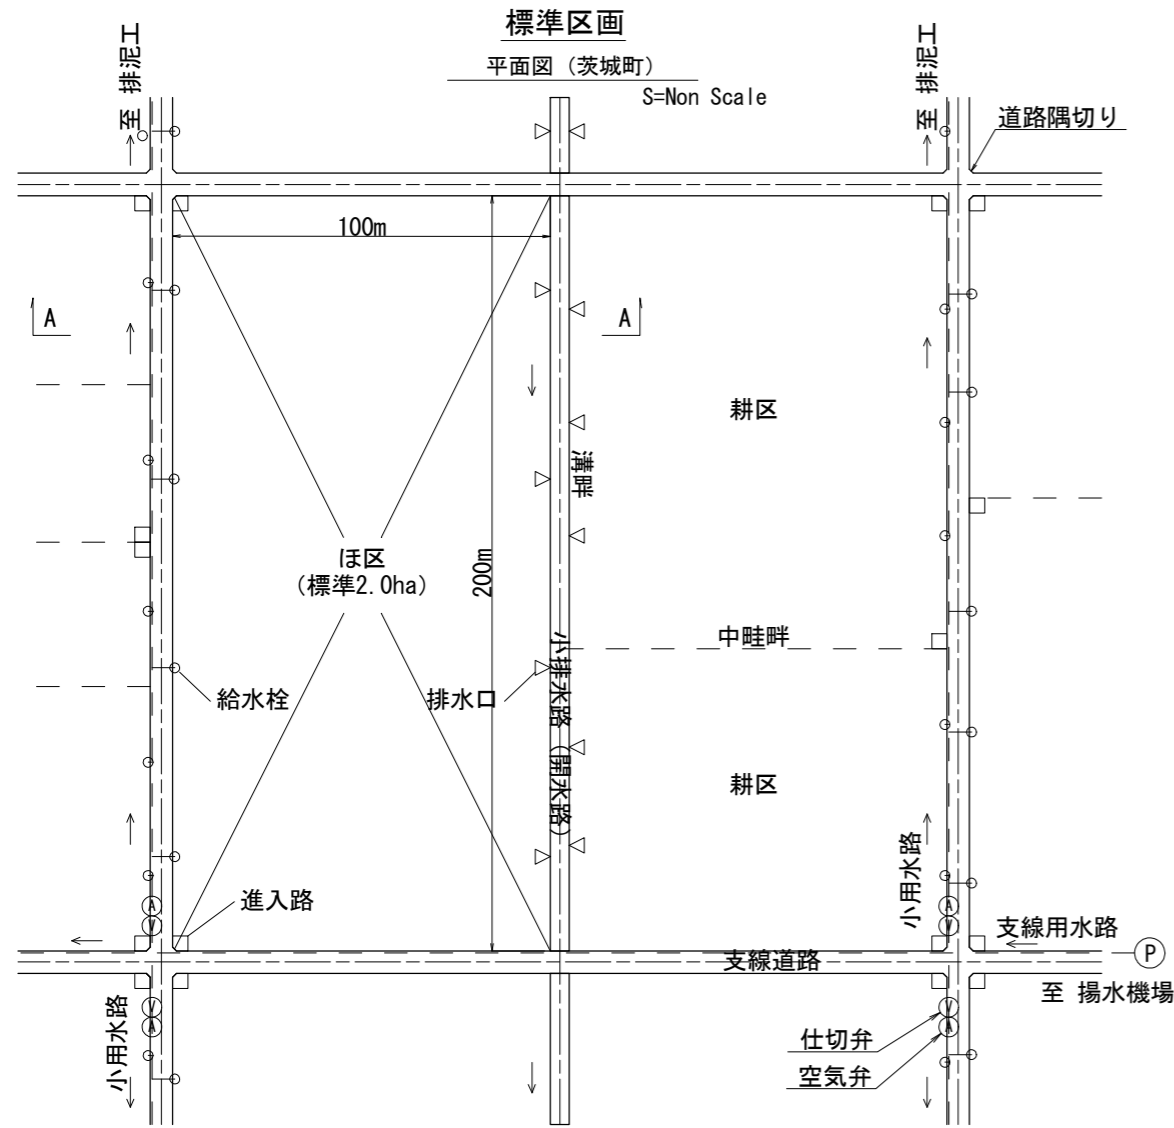 標準区画
平面図（茨城町）
S=Non Scale
至 排泥工
至 排泥工
道路隅切り
100m
A
A
耕区
溝畔
ほ区
（標準2.0ha）
200m
中畦畔
給水栓
排水口
小排水路（開水路）
耕区
小用水路
進入路
A
V
A
V
支線用水路
支線道路
P
至 揚水機場
小用水路
V
A
V
A
仕切弁
空気弁